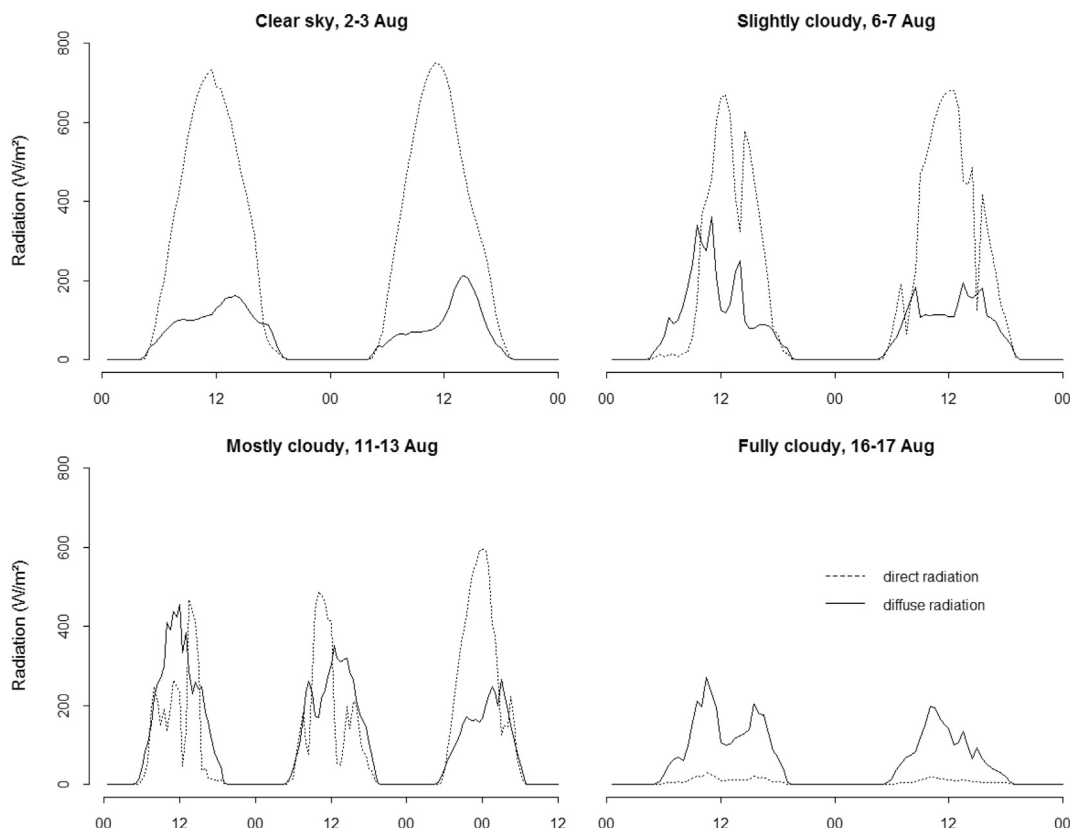 Clear sky, 2-3 Aug
Radiation (W/m²)
800
600
400
200
0
00 12 00 12 00
Slightly cloudy, 6-7 Aug
00 12 00 12 00
Mostly cloudy, 11-13 Aug
Radiation (W/m²)
800
600
400
200
0
00 12 00 12 00 00 12
Fully cloudy, 16-17 Aug
direct radiation
diffuse radiation
00 12 00 12 00